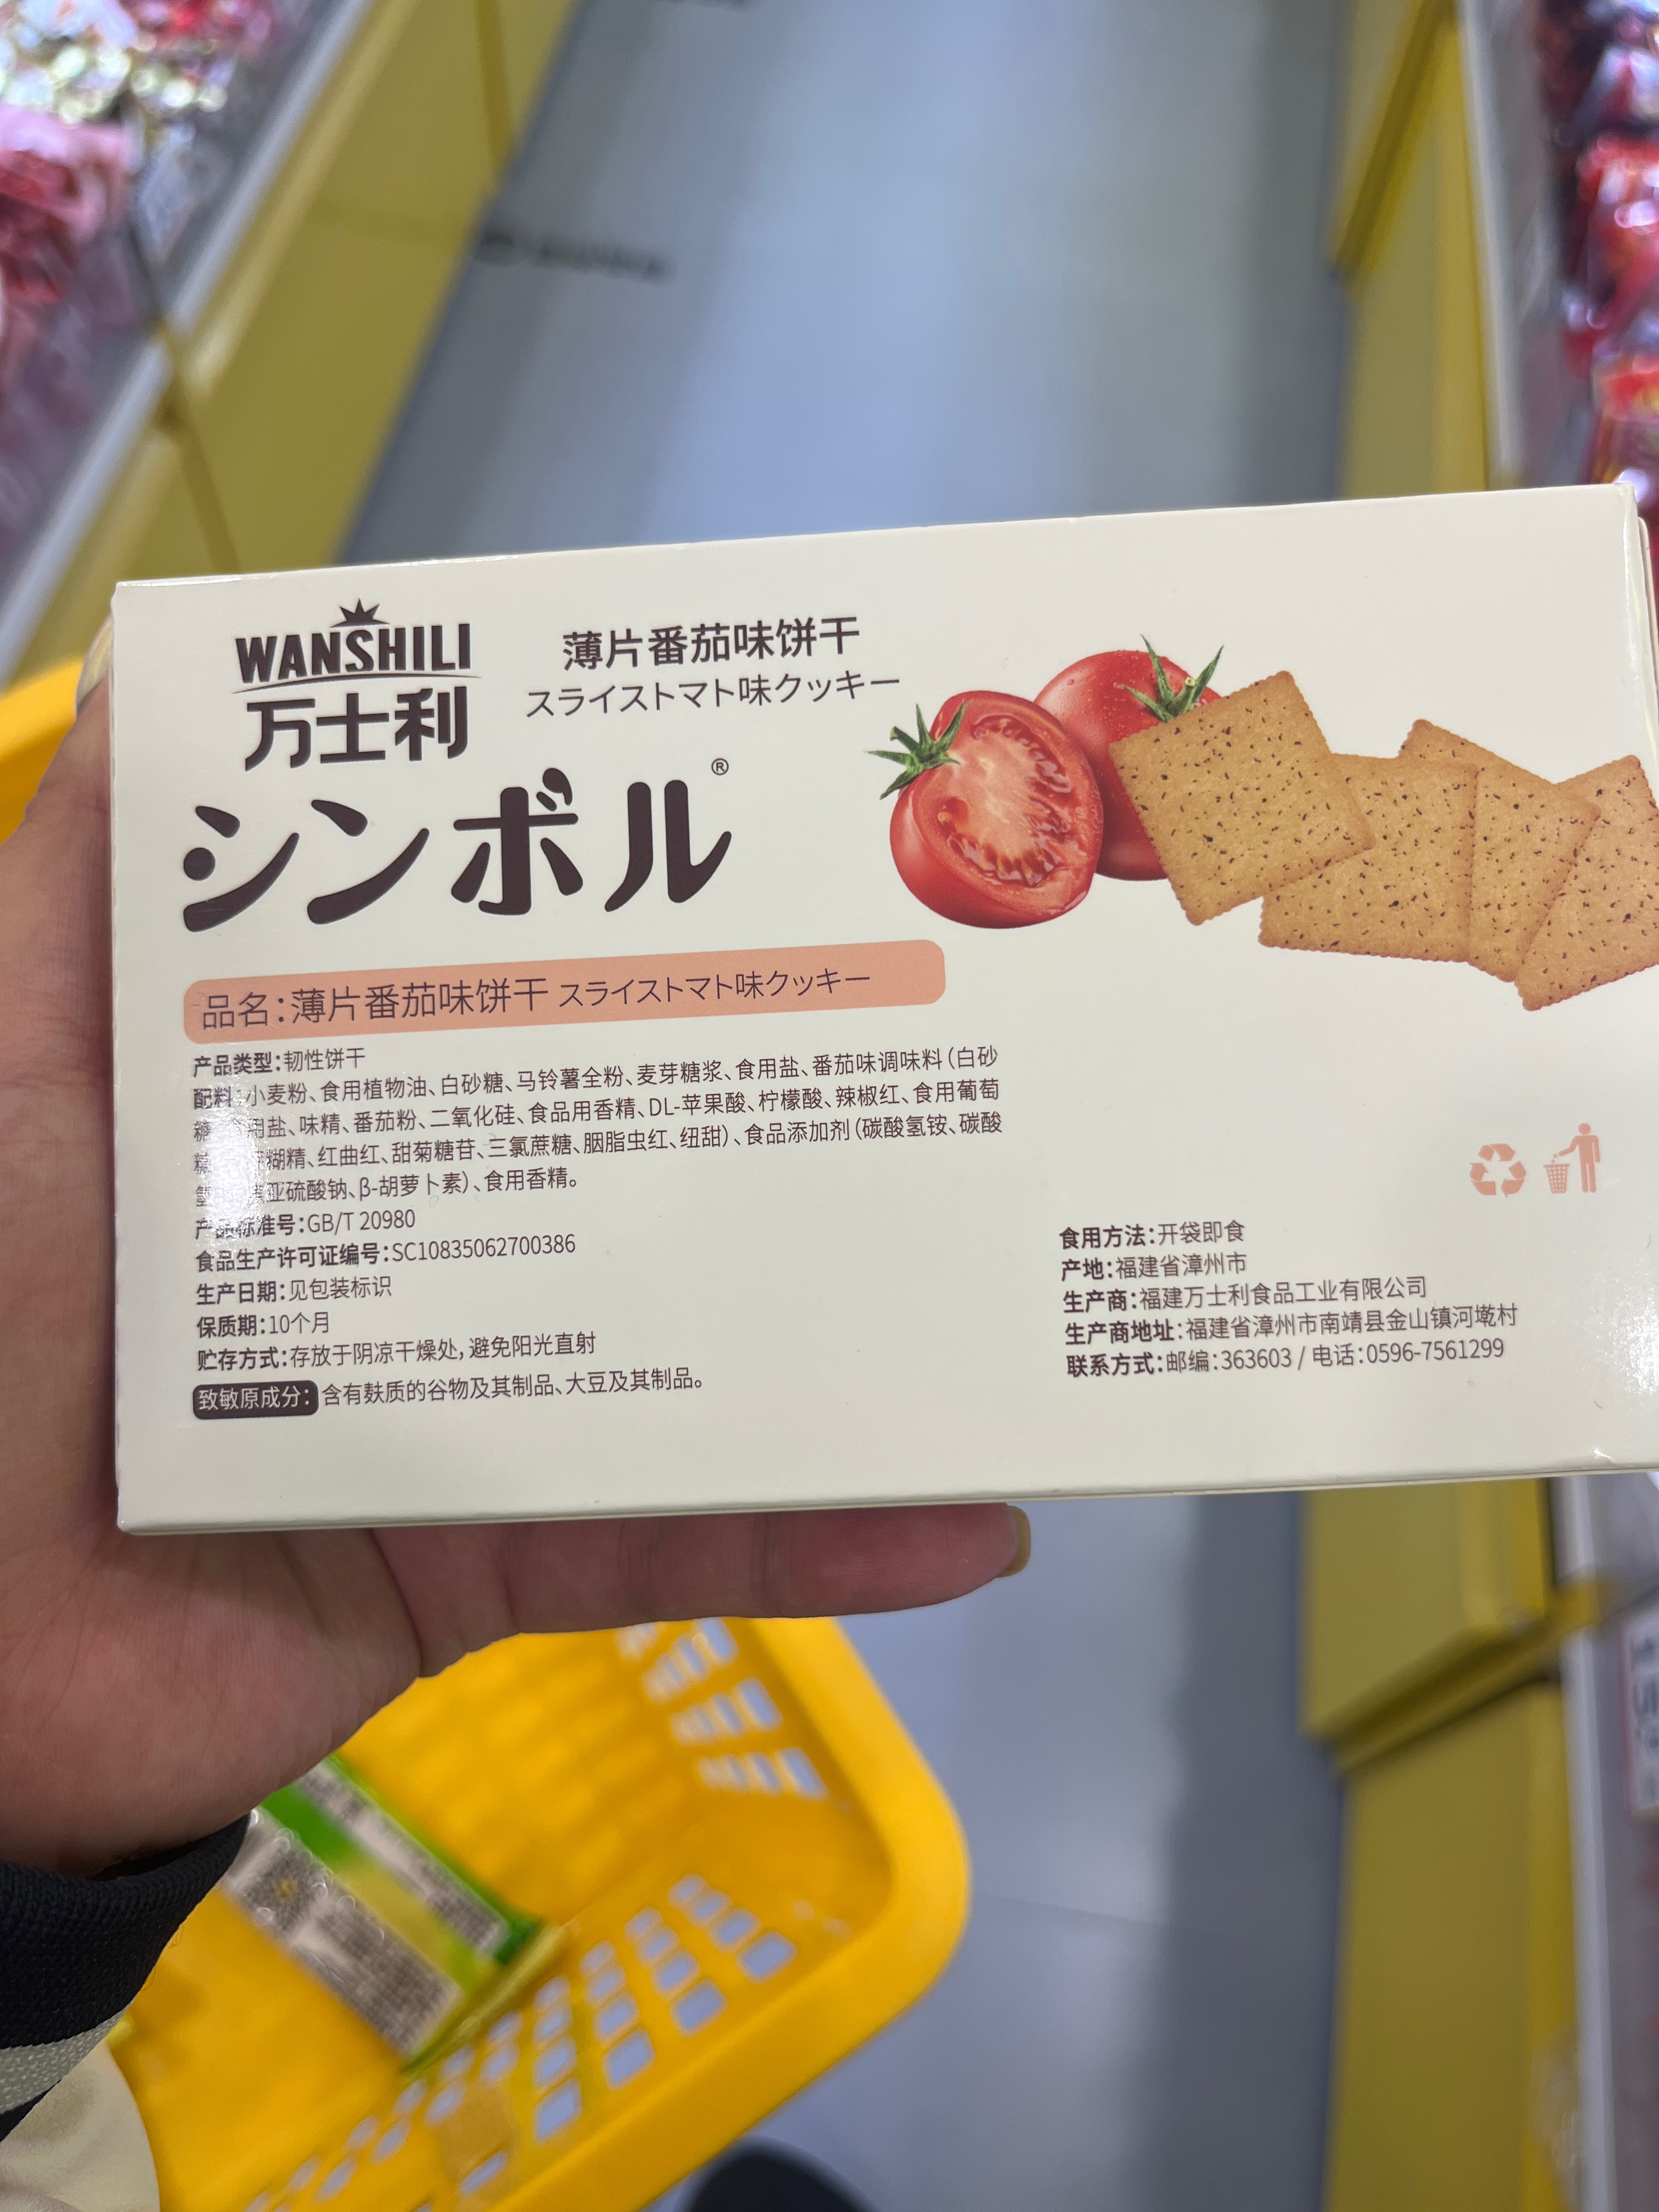 WANSHILI
万士利
薄片番茄味饼干
スライストマト味クッキー
シンボル®
品名:薄片番茄味饼干 スライストマト味クッキー
产品类型:韧性饼干
配料:小麦粉、食用植物油、白砂糖、马铃薯全粉、麦芽糖浆、食用盐、番茄味调味料(白砂
糖、食用盐、味精、番茄粉、二氧化硅、食品用香精、DL-苹果酸、柠檬酸、辣椒红、食用葡萄
糖、麦芽糊精、红曲红、甜菊糖苷、三氯蔗糖、胭脂虫红、纽甜)、食品添加剂(碳酸氢铵、碳酸
亚硫酸钠、β-胡萝卜素)、食用香精。
产品标准号:GB/T 20980
食品生产许可证编号:SC10835062700386
生产日期:见包装标识
保质期:10个月
贮存方式:存放于阴凉干燥处,避免阳光直射
致敏原成分: 含有麸质的谷物及其制品、大豆及其制品。
食用方法:开袋即食
产地:福建省漳州市
生产商:福建万士利食品工业有限公司
生产商地址:福建省漳州市南靖县金山镇河墘村
联系方式:邮编:363603 / 电话:0596-7561299